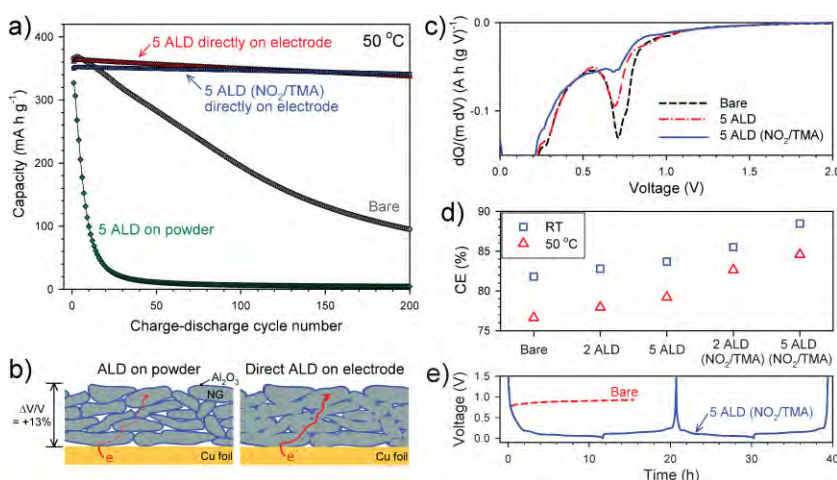 a)
400
300
200
100
0
0
50
100
150
200
Capacity (mA h g⁻¹)
Charge-discharge cycle number
5 ALD directly on electrode
50 °C
5 ALD (NO₂/TMA)
directly on electrode
Bare
5 ALD on powder
b)
ALD on powder
Direct ALD on electrode
Al₂O₃
NG
ΔV/V
= +13%
e⁻
Cu foil
e⁻
Cu foil
c)
dQ/(m dV) (A h (g V)⁻¹)
0.0
-0.1
Bare
5 ALD
5 ALD (NO₂/TMA)
0.0
0.5
1.0
1.5
2.0
Voltage (V)
d)
CE (%)
90
85
80
75
RT
50 °C
Bare
2 ALD
5 ALD
2 ALD
(NO₂/TMA)
5 ALD
(NO₂/TMA)
e)
Voltage (V)
1.5
1.0
0.5
0.0
Bare
5 ALD (NO₂/TMA)
0
10
20
30
40
Time (h)